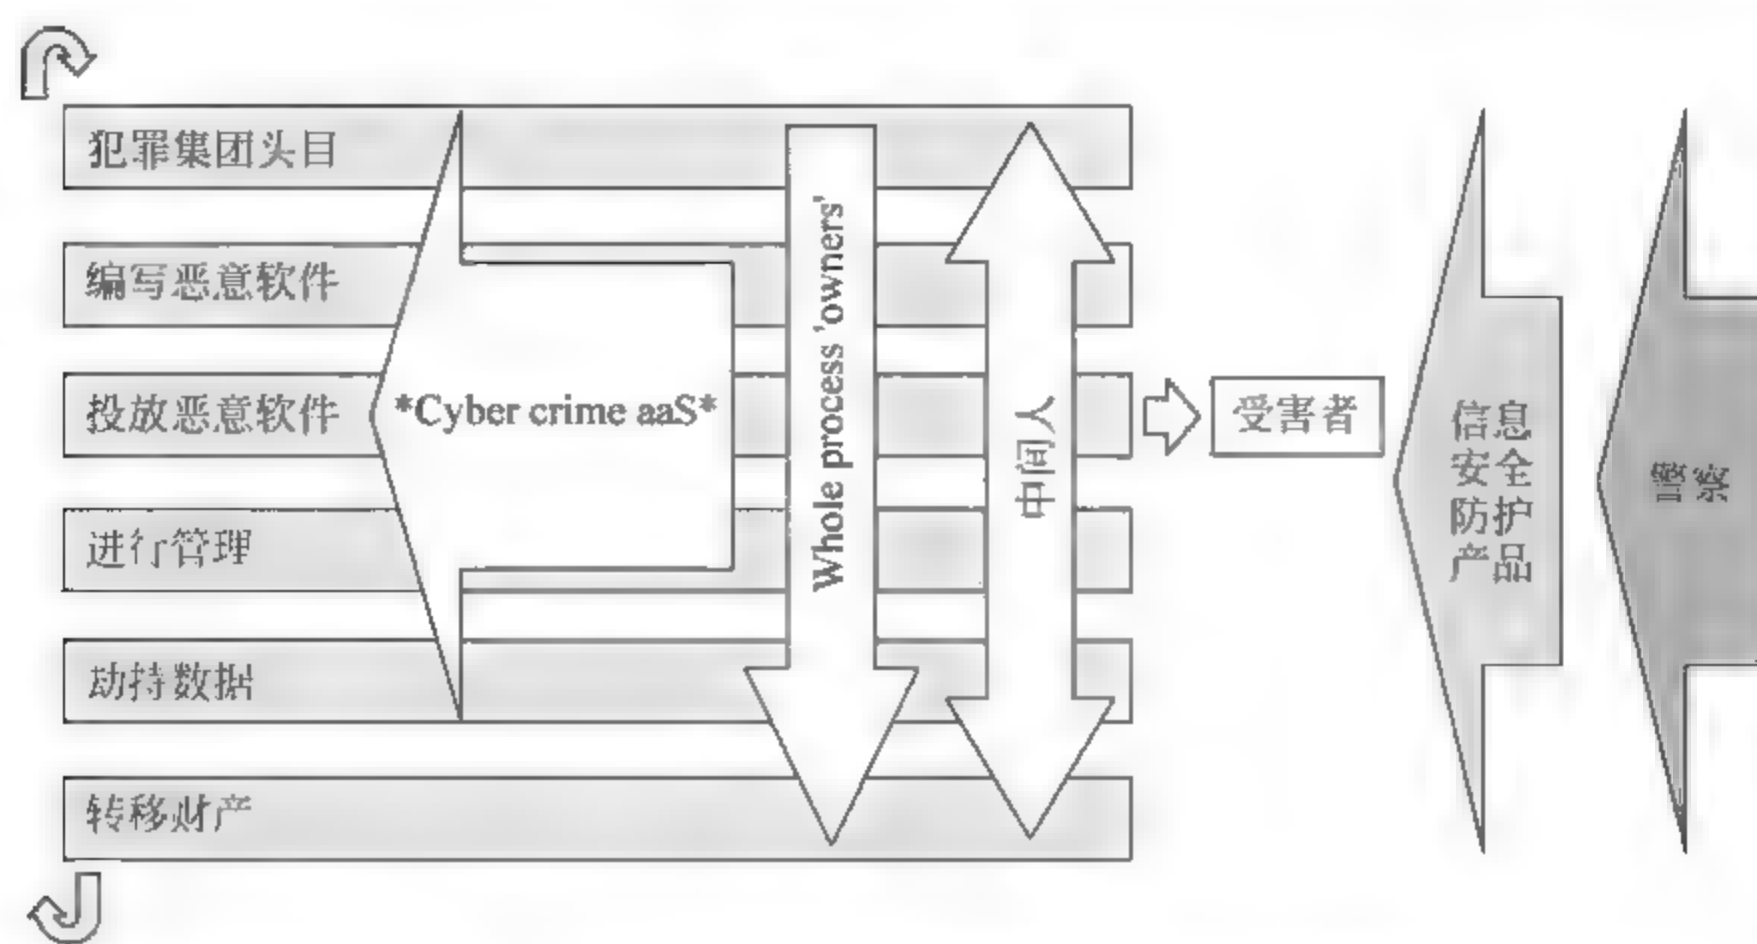 犯罪集团头目
编写恶意软件
投放恶意软件
进行管理
劫持数据
转移财产
*Cyber crime aaS*
Whole process 'owners'
中间人
受害者
信息
安全
防护
产品
警察